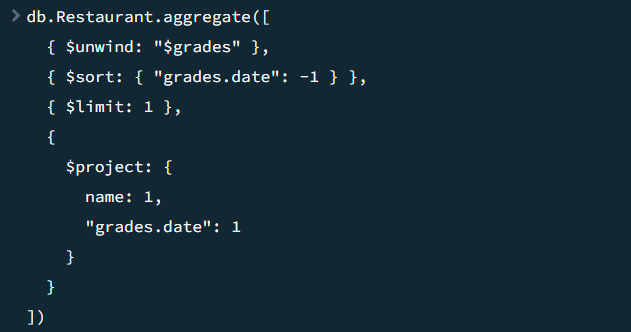 > db.Restaurant.aggregate([
{ $unwind: "$grades" },
{ $sort: { "grades.date": -1 } },
{ $limit: 1 },
{
$project: {
name: 1,
"grades.date": 1
}
}
])